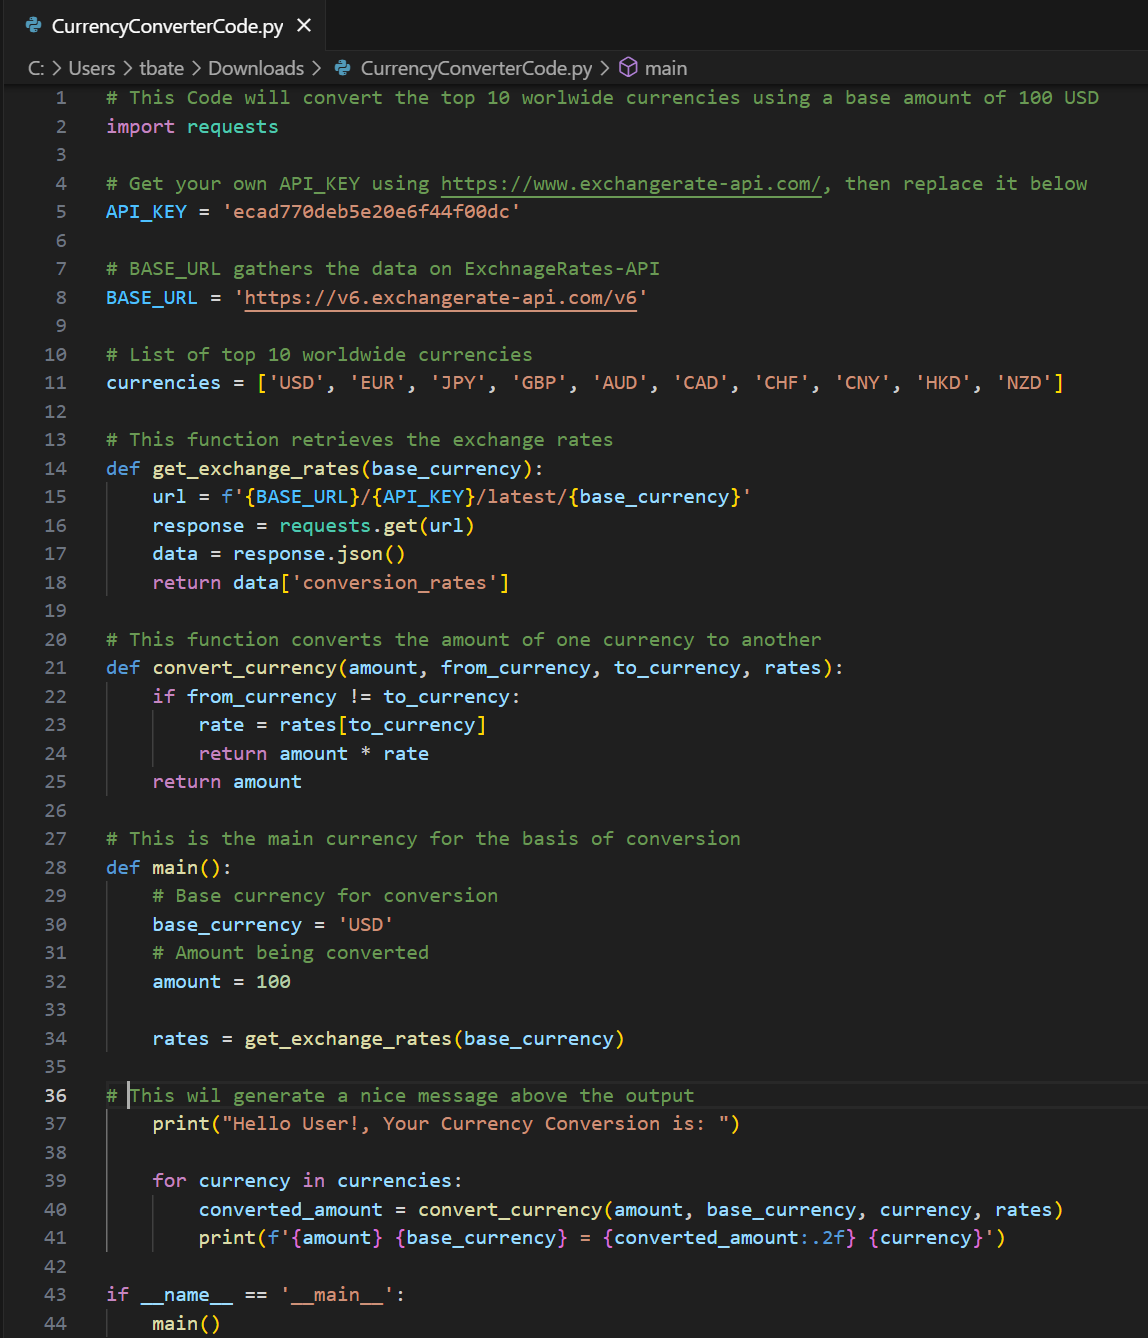 CurrencyConverterCode.py ×
C: > Users > tbate > Downloads > CurrencyConverterCode.py > main
1 # This Code will convert the top 10 worlwide currencies using a base amount of 100 USD
2 import requests
3
4 # Get your own API_KEY using https://www.exchangerate-api.com/, then replace it below
5 API_KEY = 'ecad770deb5e20e6f44f00dc'
6
7 # BASE_URL gathers the data on ExchnageRates-API
8 BASE_URL = 'https://v6.exchangerate-api.com/v6'
9
10 # List of top 10 worldwide currencies
11 currencies = ['USD', 'EUR', 'JPY', 'GBP', 'AUD', 'CAD', 'CHF', 'CNY', 'HKD', 'NZD']
12
13 # This function retrieves the exchange rates
14 def get_exchange_rates(base_currency):
15     url = f'{BASE_URL}/{API_KEY}/latest/{base_currency}'
16     response = requests.get(url)
17     data = response.json()
18     return data['conversion_rates']
19
20 # This function converts the amount of one currency to another
21 def convert_currency(amount, from_currency, to_currency, rates):
22     if from_currency != to_currency:
23         rate = rates[to_currency]
24         return amount * rate
25     return amount
26
27 # This is the main currency for the basis of conversion
28 def main():
29     # Base currency for conversion
30     base_currency = 'USD'
31     # Amount being converted
32     amount = 100
33
34     rates = get_exchange_rates(base_currency)
35
36 # This wil generate a nice message above the output
37     print("Hello User!, Your Currency Conversion is: ")
38
39     for currency in currencies:
40         converted_amount = convert_currency(amount, base_currency, currency, rates)
41         print(f'{amount} {base_currency} = {converted_amount:.2f} {currency}')
42
43 if __name__ == '__main__':
44     main()